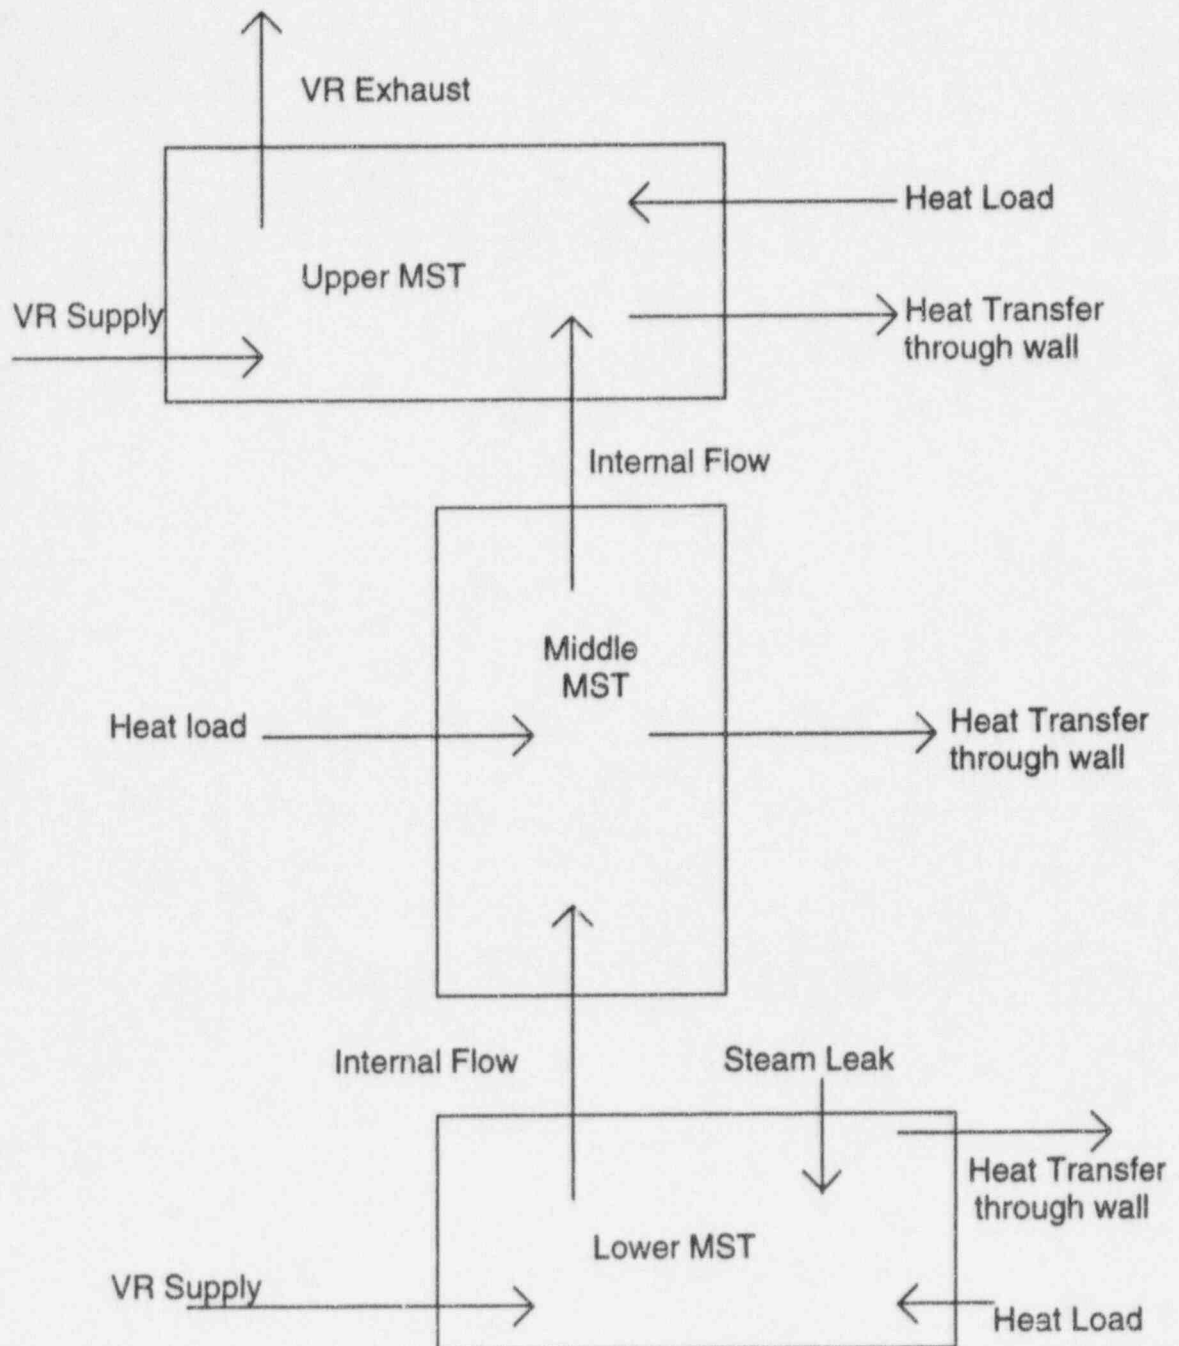 VR Exhaust
Heat Load
Upper MST
VR Supply
Heat Transfer
through wall
Internal Flow
Middle
MST
Heat load
Heat Transfer
through wall
Internal Flow
Steam Leak
Heat Transfer
through wall
Lower MST
VR Supply
Heat Load